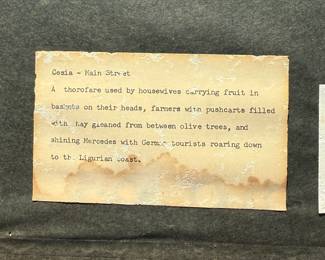 Cesia - Main Street
A thorofare used by housewives carrying fruit in
baskets on their heads, farmers with pushcarts filled
with hay gleaned from between olive trees, and
shining Mercedes with German tourists roaring down
to the Ligurian coast.